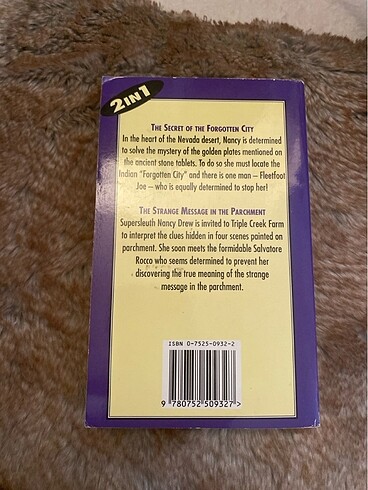 2 IN 1
THE SECRET OF THE FORGOTTEN CITY
In the heart of the Nevada desert, Nancy is determined
to solve the mystery of the golden plates mentioned on
the ancient stone tablets. To do so she must locate the
Indian "Forgotten City" and there is one man – Fleetfoot
Joe – who is equally determined to stop her!
THE STRANGE MESSAGE IN THE PARCHMENT
Supersleuth Nancy Drew is invited to Triple Creek Farm
to interpret the clues hidden in four scenes painted on
parchment. She soon meets the formidable Salvatore
Rocco who seems determined to prevent her
discovering the true meaning of the strange
message in the parchment.
ISBN 0-7525-0932-2
9 780752 509327 >